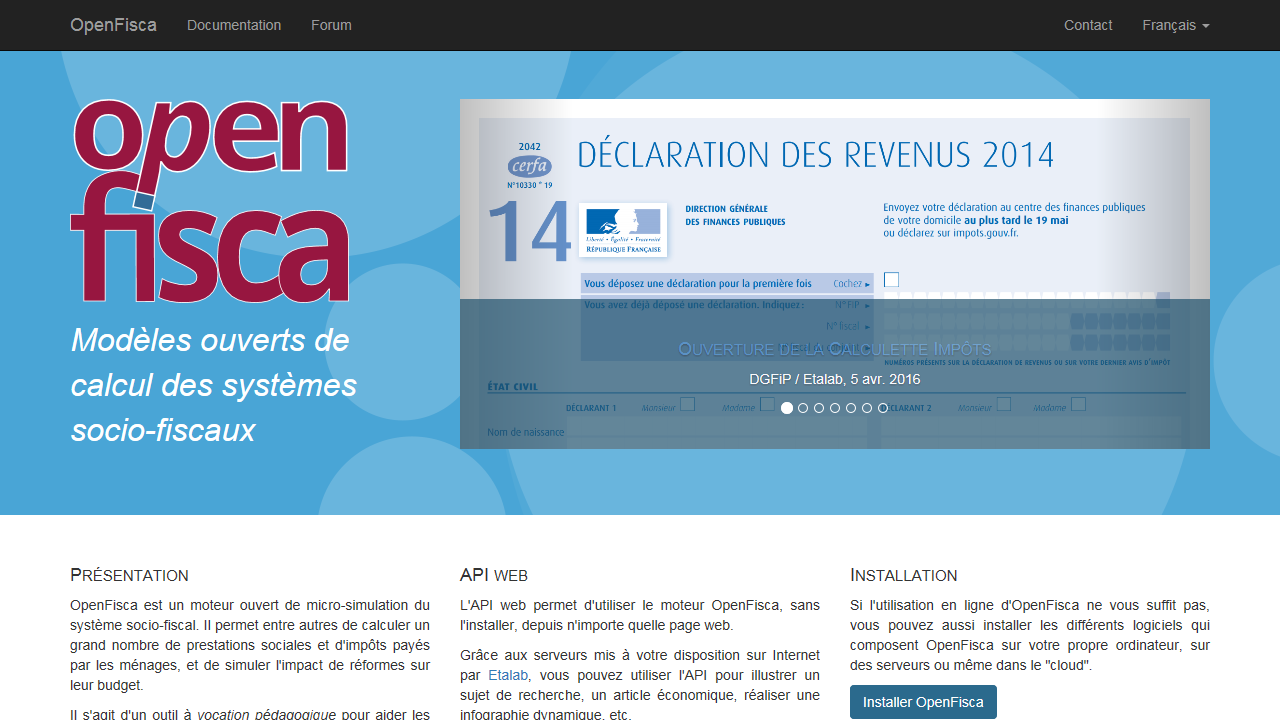 OpenFisca Documentation Forum Contact Français
open
fisca
Modèles ouverts de
calcul des systèmes
socio-fiscaux
2042
cerfa
N°10330 * 19
DÉCLARATION DES REVENUS 2014
14
Liberté • Égalité • Fraternité
RÉPUBLIQUE FRANÇAISE
DIRECTION GÉNÉRALE
DES FINANCES PUBLIQUES
Envoyez votre déclaration au centre des finances publiques
de votre domicile au plus tard le 19 mai
ou déclarez sur impots.gouv.fr.
Vous déposez une déclaration pour la première fois Cochez ►
Vous avez déjà déposé une déclaration. Indiquez : N° FIP ►
N° fiscal ►
OUVERTURE DE LA CALCULETTE IMPÔTS
NUMÉROS PRÉSENTS SUR LA DÉCLARATION DE REVENUS OU SUR VOTRE DERNIER AVIS D'IMPÔT
DGFiP / Etalab, 5 avr. 2016
ÉTAT CIVIL
DÉCLARANT 1 Monsieur Madame DÉCLARANT 2 Monsieur Madame
Nom de naissance
PRÉSENTATION
OpenFisca est un moteur ouvert de micro-simulation du
système socio-fiscal. Il permet entre autres de calculer un
grand nombre de prestations sociales et d'impôts payés
par les ménages, et de simuler l'impact de réformes sur
leur budget.
Il s'agit d'un outil à vocation pédagogique pour aider les
API WEB
L'API web permet d'utiliser le moteur OpenFisca, sans
l'installer, depuis n'importe quelle page web.
Grâce aux serveurs mis à votre disposition sur Internet
par Etalab, vous pouvez utiliser l'API pour illustrer un
sujet de recherche, un article économique, réaliser une
infographie dynamique, etc.
INSTALLATION
Si l'utilisation en ligne d'OpenFisca ne vous suffit pas,
vous pouvez aussi installer les différents logiciels qui
composent OpenFisca sur votre propre ordinateur, sur
des serveurs ou même dans le "cloud".
Installer OpenFisca